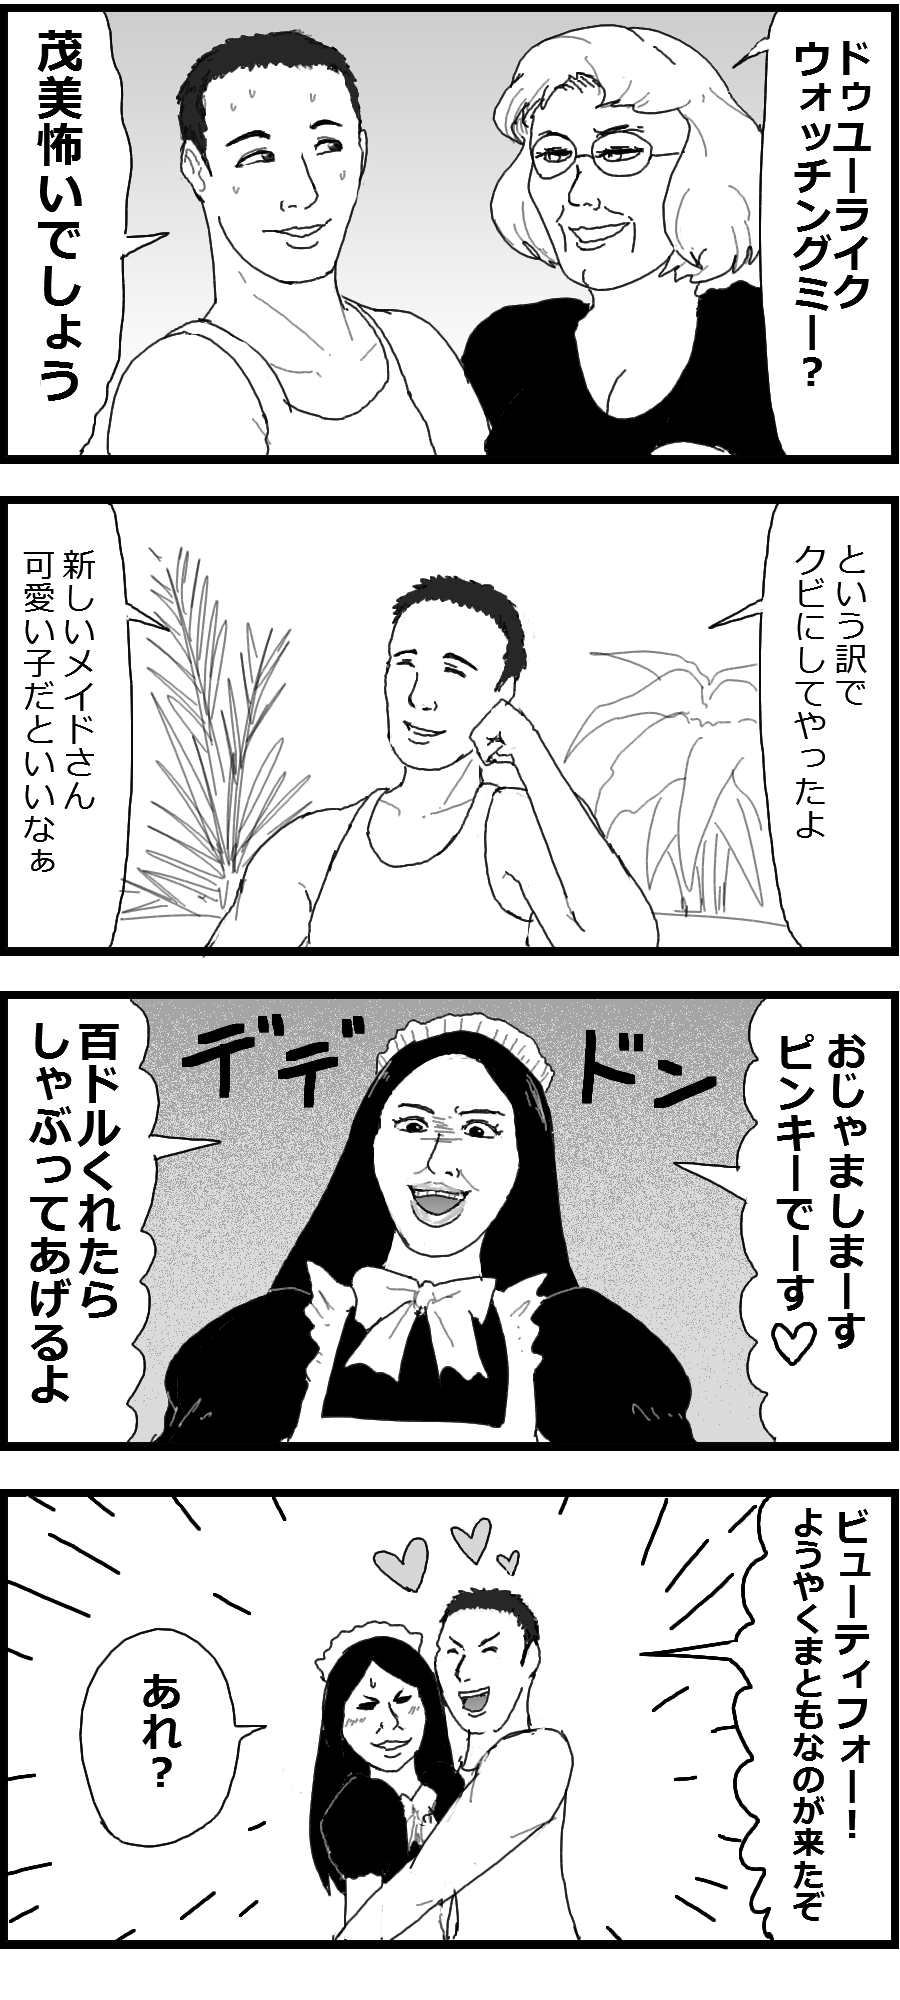 ドゥユーライク
ウォッチングミー?
茂美怖いでしょう
という訳で
クビにしてやったよ
新しいメイドさん
可愛い子だといいなぁ
おじゃましまーす
ピンキーでーす♡
デデドン
百ドルくれたら
しゃぶってあげるよ
ビューティフォー!
ようやくまともなのが来たぞ
あれ?